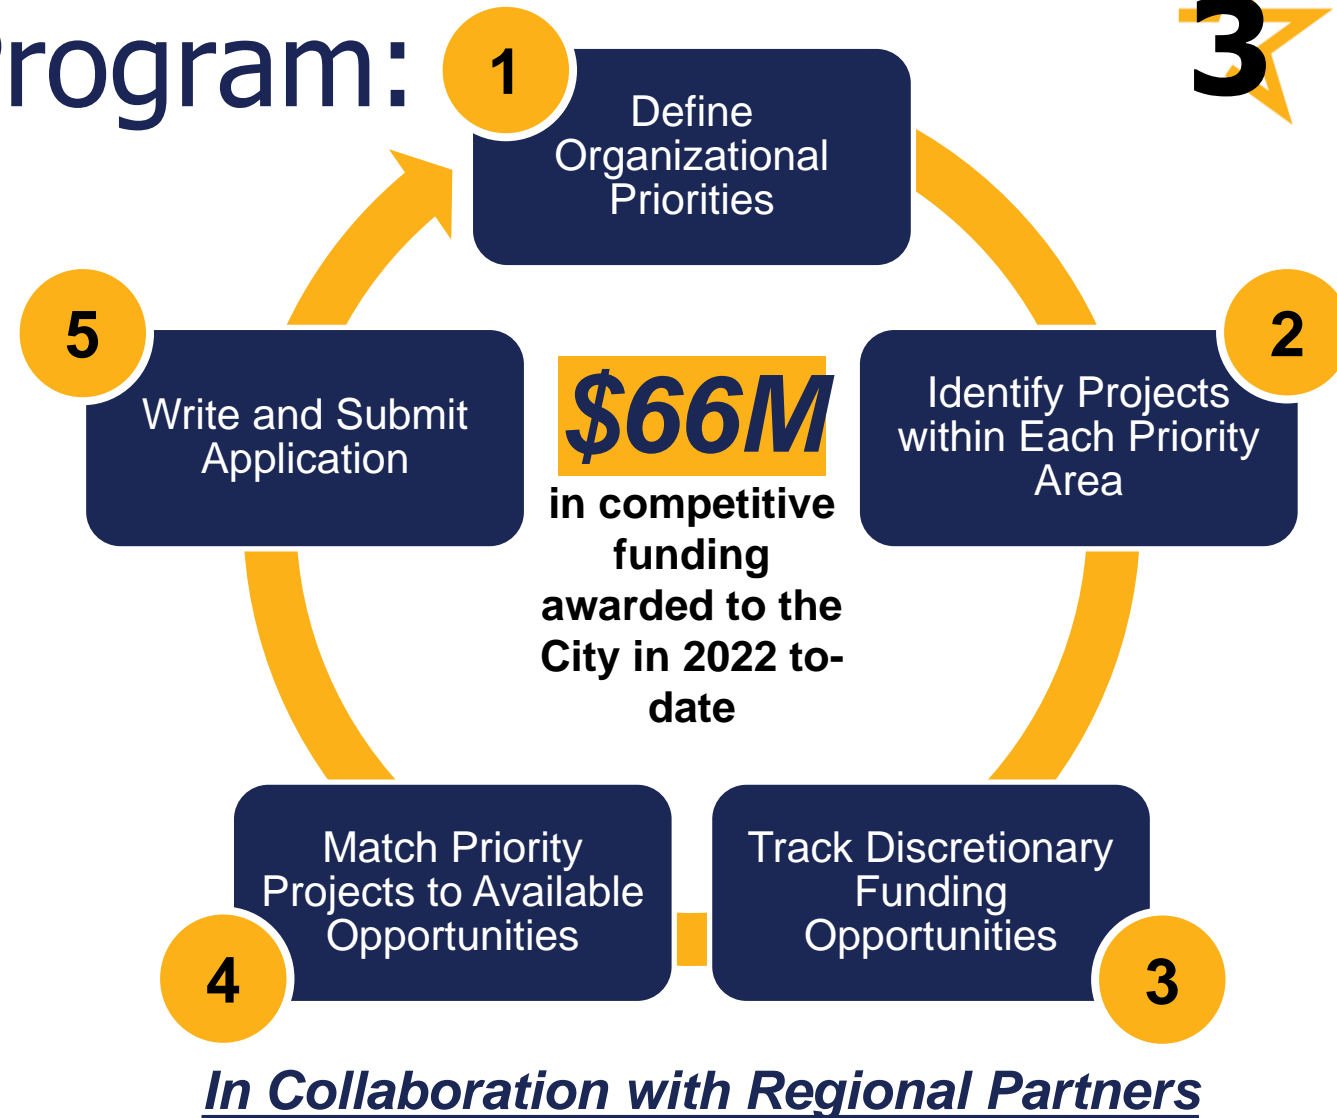 Program:
3
1
Define
Organizational
Priorities
2
Identify Projects
within Each Priority
Area
3
Track Discretionary
Funding
Opportunities
4
Match Priority
Projects to Available
Opportunities
5
Write and Submit
Application
$66M
in competitive
funding
awarded to the
City in 2022 to-
date
In Collaboration with Regional Partners